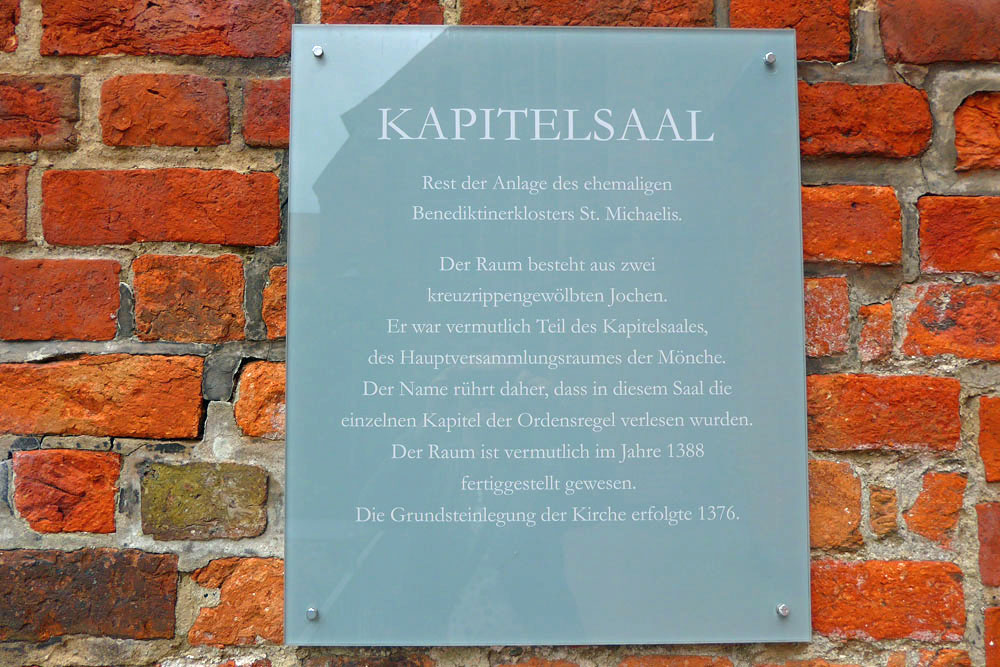 KAPITELSAAL
Rest der Anlage des ehemaligen
Benediktinerklosters St. Michaelis.
Der Raum besteht aus zwei
kreuzrippengewölbten Jochen.
Er war vermutlich Teil des Kapitelsaales,
des Hauptversammlungsraumes der Mönche.
Der Name rührt daher, dass in diesem Saal die
einzelnen Kapitel der Ordensregel verlesen wurden.
Der Raum ist vermutlich im Jahre 1388
fertiggestellt gewesen.
Die Grundsteinlegung der Kirche erfolgte 1376.